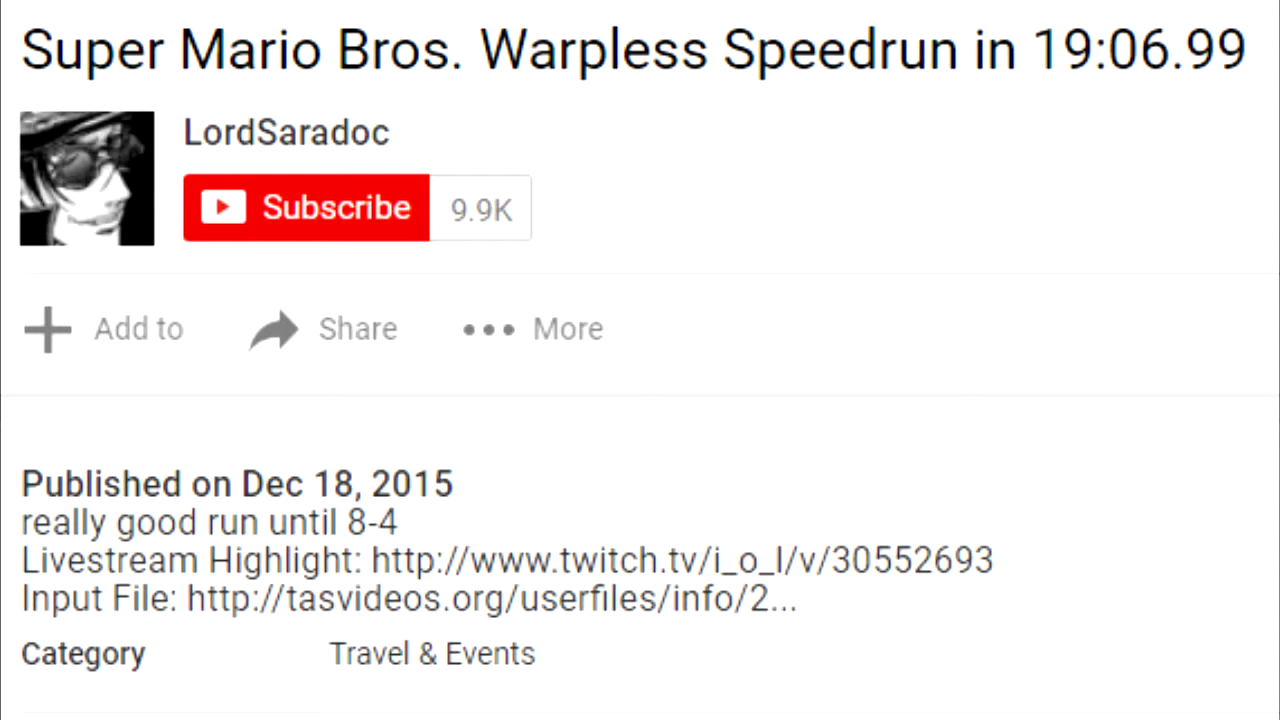 Super Mario Bros. Warpless Speedrun in 19:06.99
LordSaradoc
Subscribe 9.9K
Add to Share More
Published on Dec 18, 2015
really good run until 8-4
Livestream Highlight: http://www.twitch.tv/i_o_l/v/30552693
Input File: http://tasvideos.org/userfiles/info/2...
Category Travel & Events